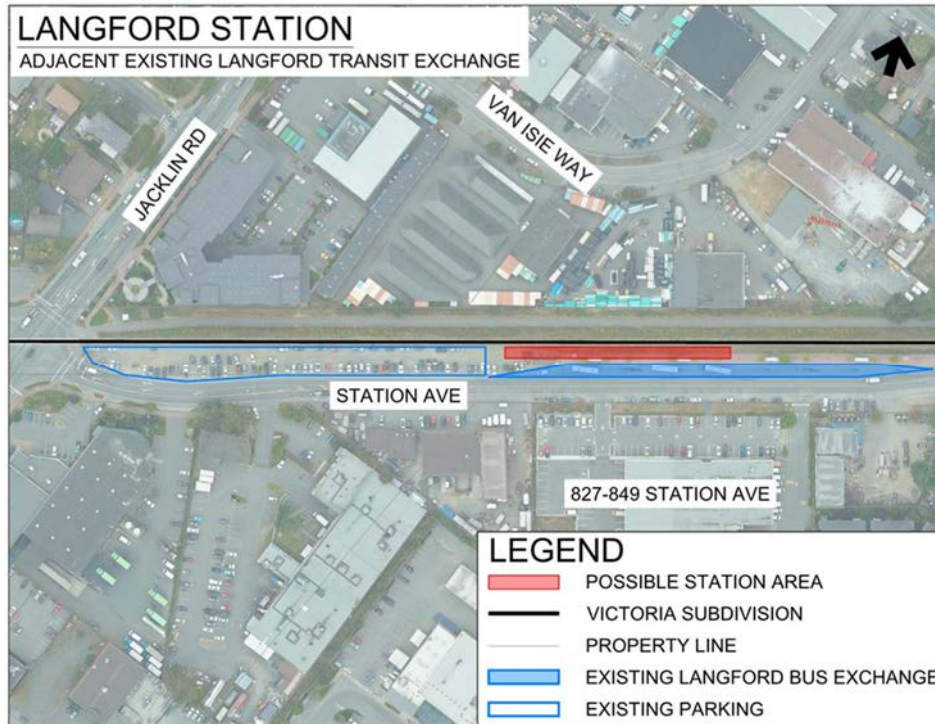 LANGFORD STATION
ADJACENT EXISTING LANGFORD TRANSIT EXCHANGE
JACKLIN RD
VAN ISIE WAY
STATION AVE
827-849 STATION AVE
LEGEND
POSSIBLE STATION AREA
VICTORIA SUBDIVISION
PROPERTY LINE
EXISTING LANGFORD BUS EXCHANGE
EXISTING PARKING